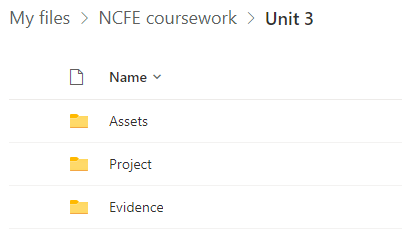 My files > NCFE coursework > Unit 3
Name
Assets
Project
Evidence